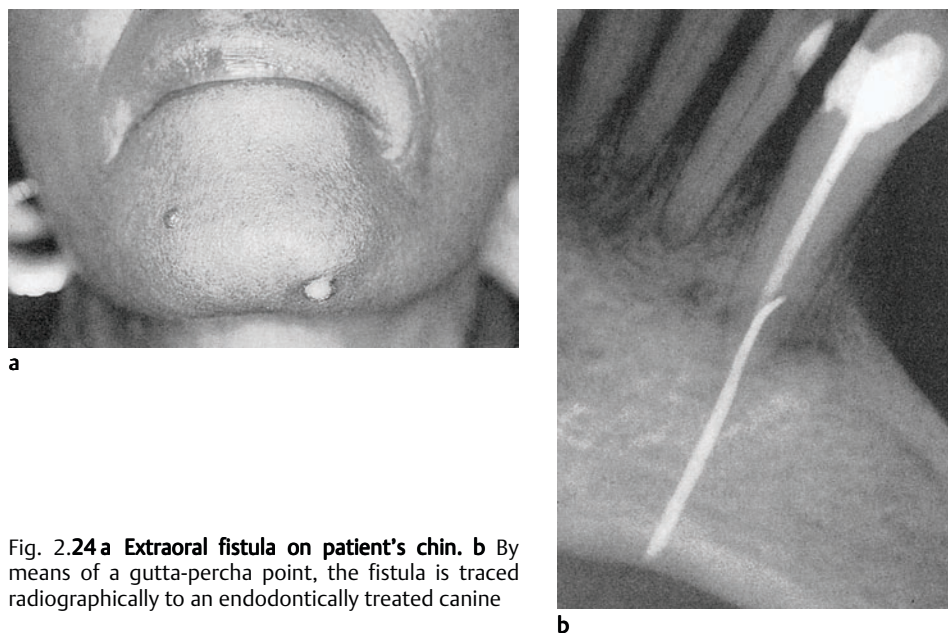 a
Fig. 2.24 a Extraoral fistula on patient's chin. b By
means of a gutta-percha point, the fistula is traced
radiographically to an endodontically treated canine
b